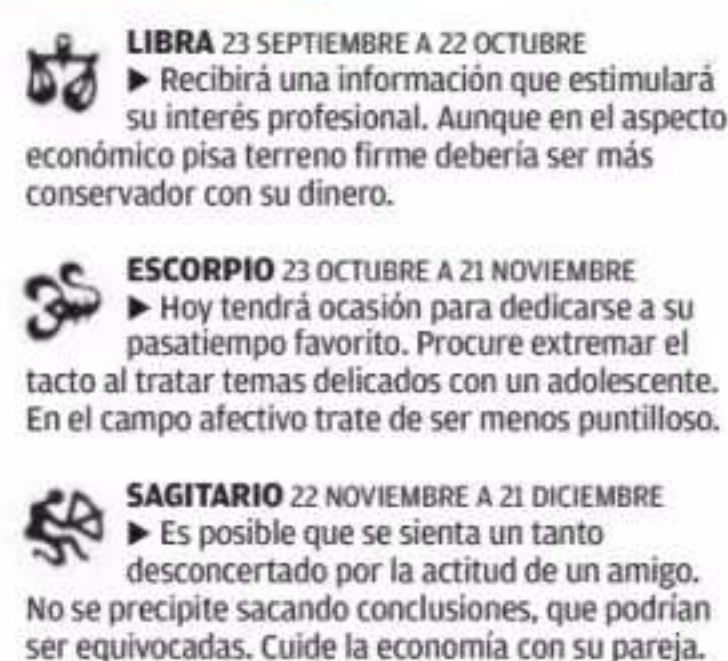 LIBRA 23 SEPTIEMBRE A 22 OCTUBRE
▶ Recibirá una información que estimulará
su interés profesional. Aunque en el aspecto
económico pisa terreno firme debería ser más
conservador con su dinero.
ESCORPIO 23 OCTUBRE A 21 NOVIEMBRE
▶ Hoy tendrá ocasión para dedicarse a su
pasatiempo favorito. Procure extremar el
tacto al tratar temas delicados con un adolescente.
En el campo afectivo trate de ser menos puntilloso.
SAGITARIO 22 NOVIEMBRE A 21 DICIEMBRE
▶ Es posible que se sienta un tanto
desconcertado por la actitud de un amigo.
No se precipite sacando conclusiones, que podrían
ser equivocadas. Cuide la economía con su pareja.